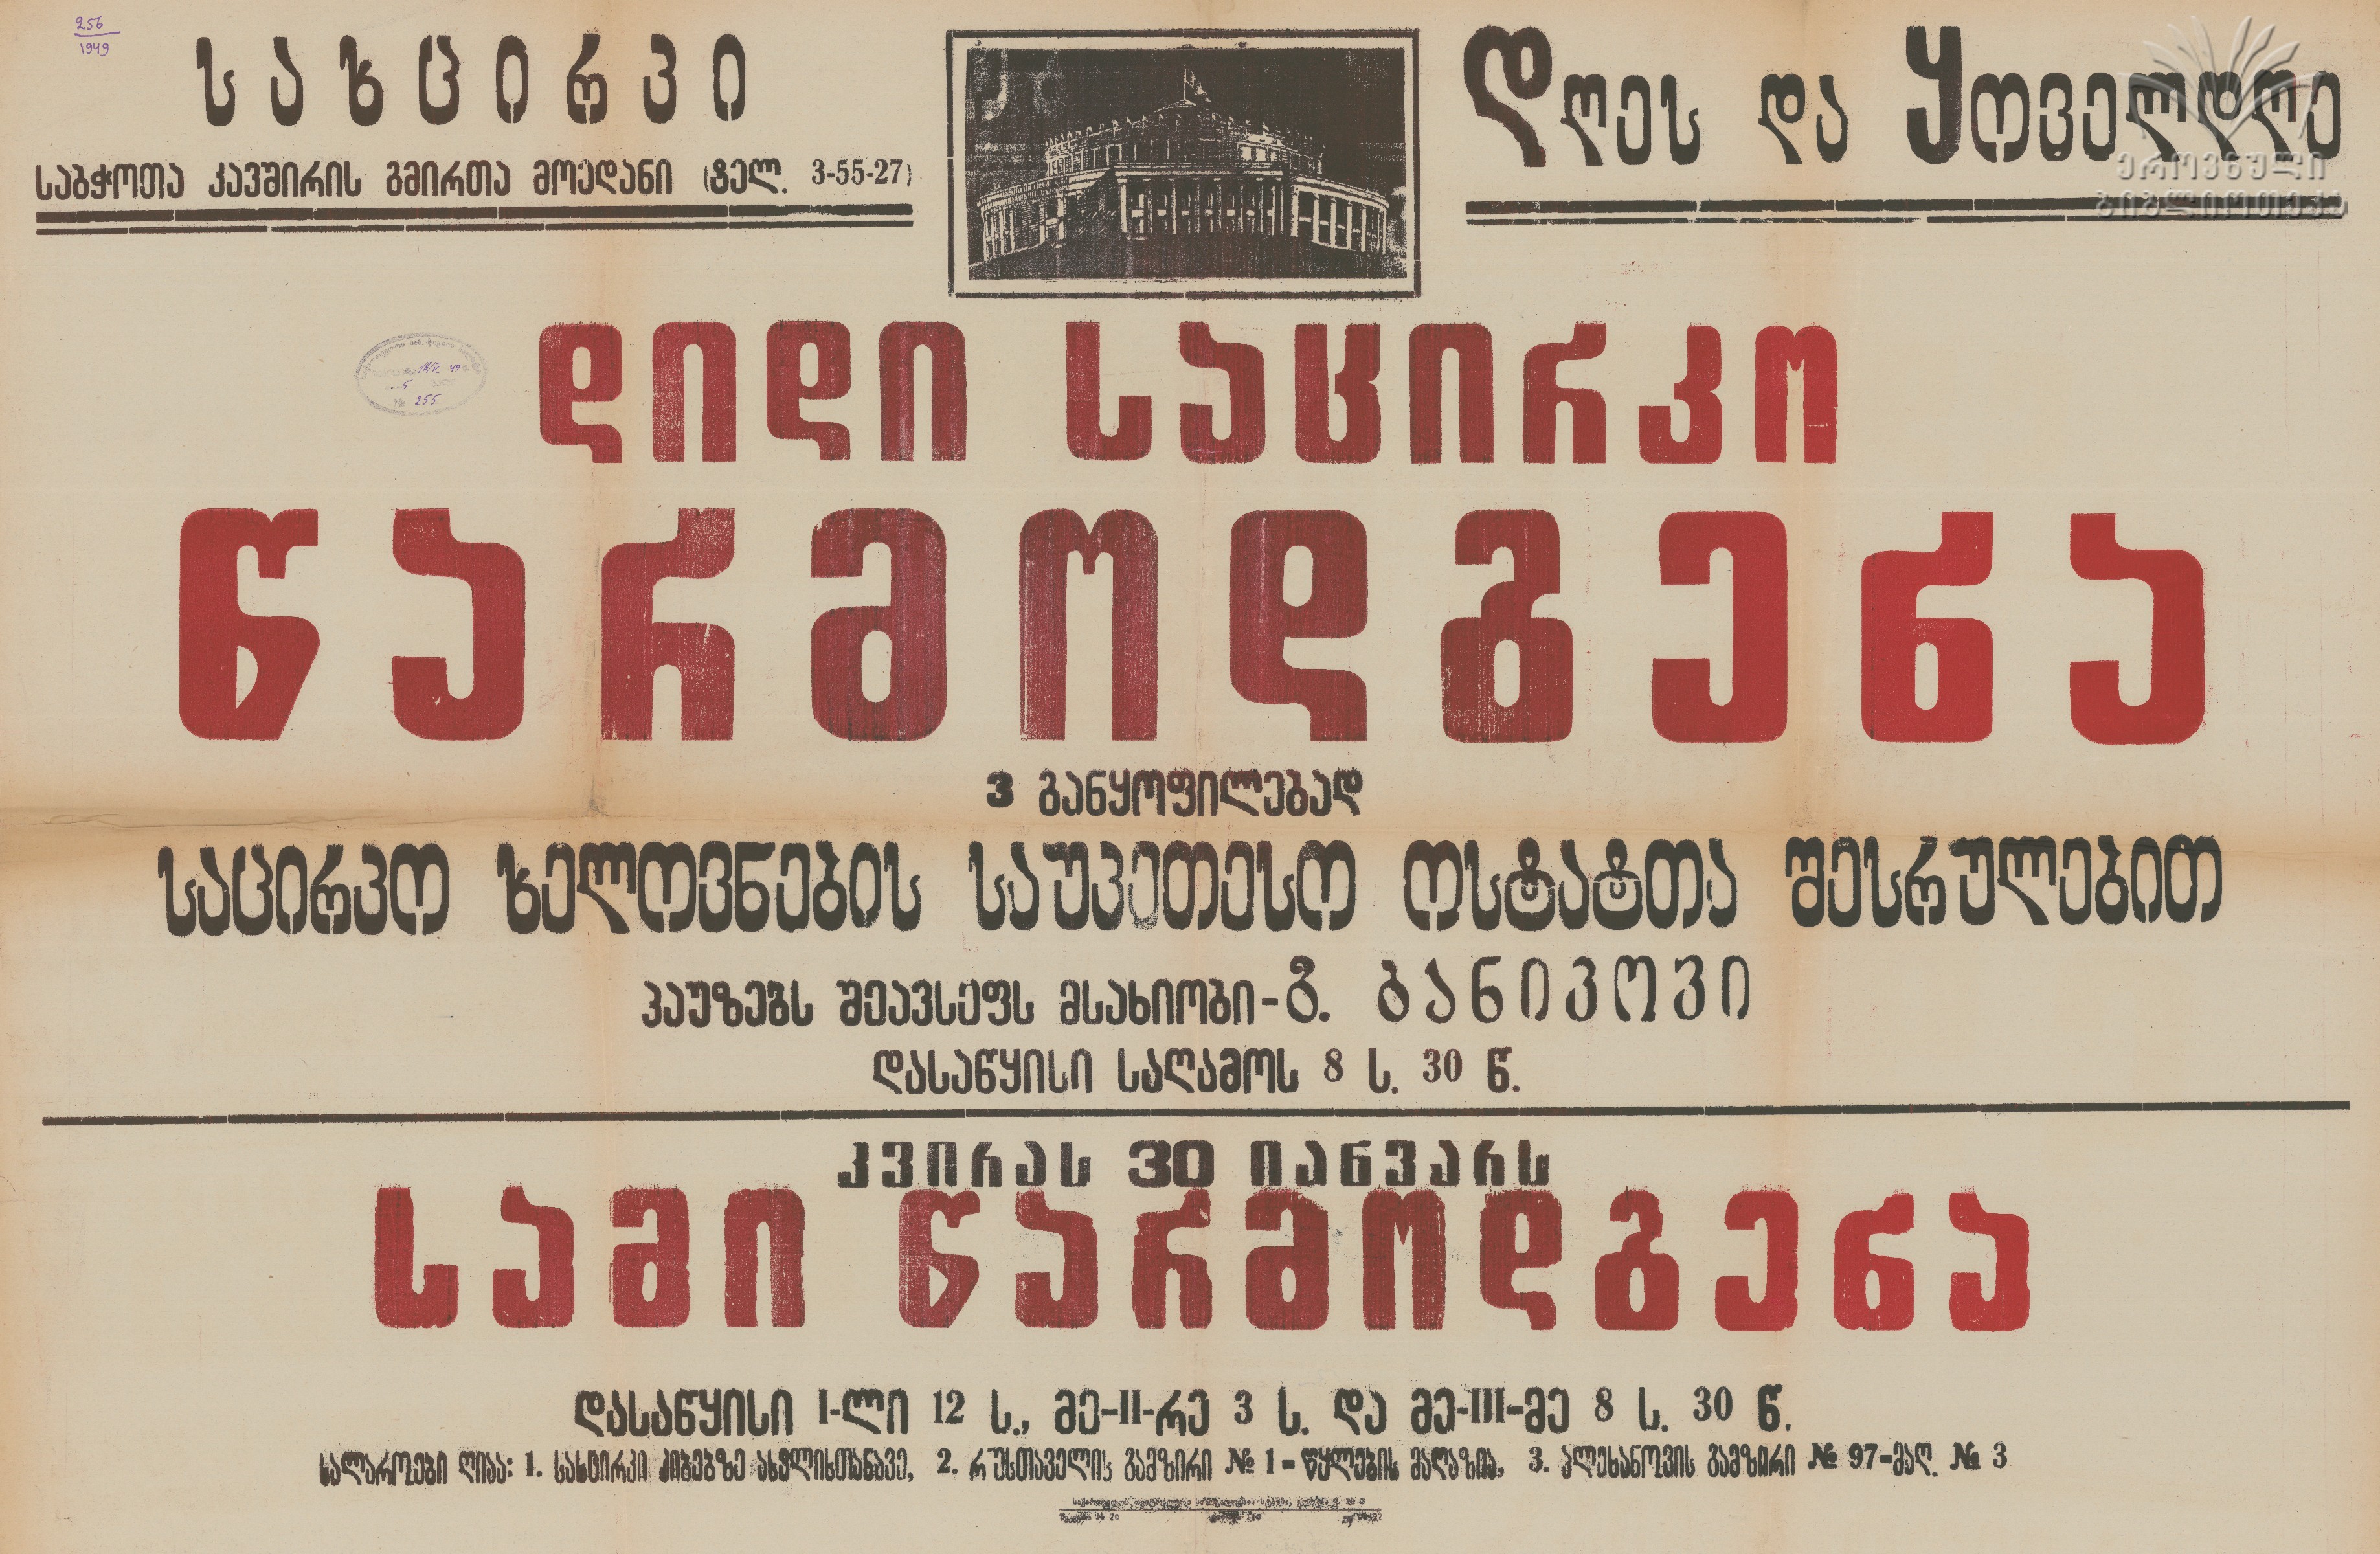 256
1949
სახცირკი
საბჭოთა კავშირის გმირთა მოედანი (ტელ. 3-55-27)
დღეს და ყოველდღე
ეროვნული
ბიბლიოთეკა
დიდი საცირკო
წარმოდგენა
3 განყოფილებად
საცირკო ხელოვნების საუკეთესო ოსტატთა შესრულებით
პაუზებს შეავსებს მსახიობი-გ. ბანიკოვი
დასაწყისი საღამოს 8 ს. 30 წ.
კვირას 30 იანვარს
სამი წარმოდგენა
დასაწყისი I-ლი 12 ს., მე-II-რე 3 ს. და მე-III-მე 8 ს. 30 წ.
სალაროები ღიაა: 1. სახცირკი კიბებზე ასვლისთანავე, 2. რუსთაველის გამზირი № 1-წყლების მაღაზია, 3. პლეხანოვის გამზირი № 97-მაღ. № 3